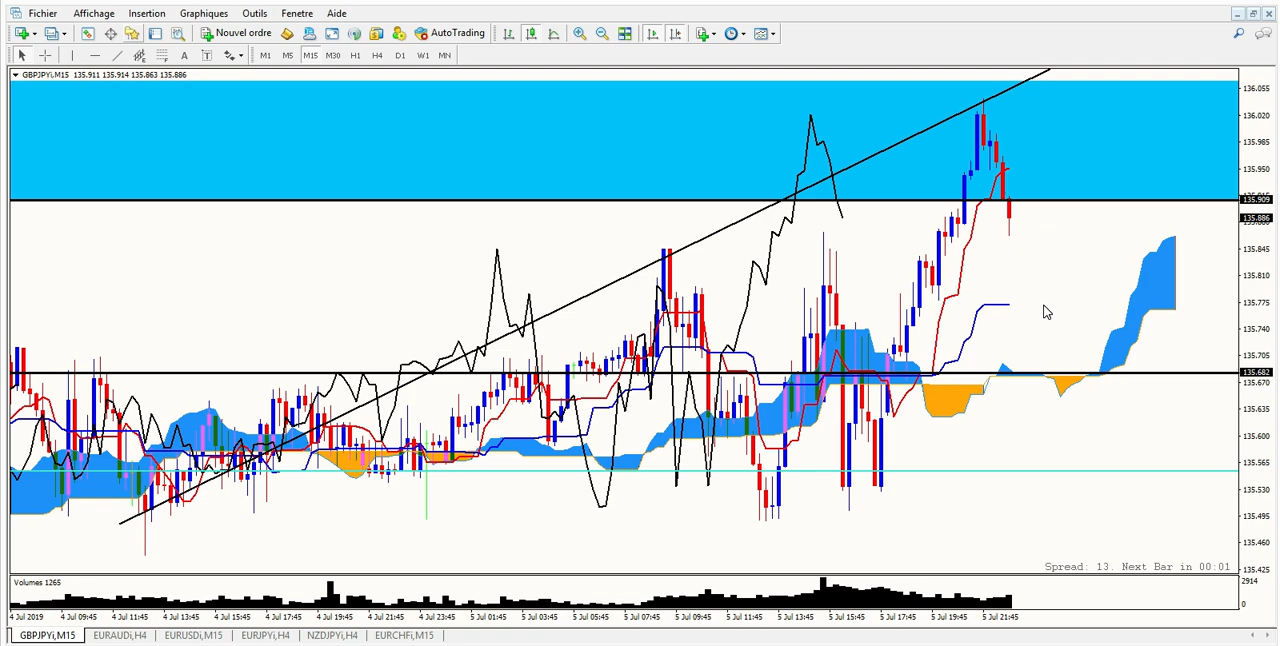 Fichier Affichage Insertion Graphiques Outils Fenetre Aide
Nouvel ordre AutoTrading
A T M1 M5 M15 M30 H1 H4 D1 W1 MN
GBPJPYi,M15 135.911 135.914 135.863 135.886
136.055
136.020
135.985
135.950
135.909
135.886
135.845
135.810
135.775
135.740
135.705
135.682
135.670
135.635
135.600
135.565
135.530
135.495
135.460
135.425
Spread: 13. Next Bar in 00:01
Volumes 1265
2914
0
4 Jul 2019 4 Jul 09:45 4 Jul 11:45 4 Jul 13:45 4 Jul 15:45 4 Jul 17:45 4 Jul 19:45 4 Jul 21:45 4 Jul 23:45 5 Jul 01:45 5 Jul 03:45 5 Jul 05:45 5 Jul 07:45 5 Jul 09:45 5 Jul 11:45 5 Jul 13:45 5 Jul 15:45 5 Jul 17:45 5 Jul 19:45 5 Jul 21:45
GBPJPYi,M15 EURAUDi,H4 EURUSDi,M15 EURJPYi,H4 NZDJPYi,H4 EURCHFi,M15